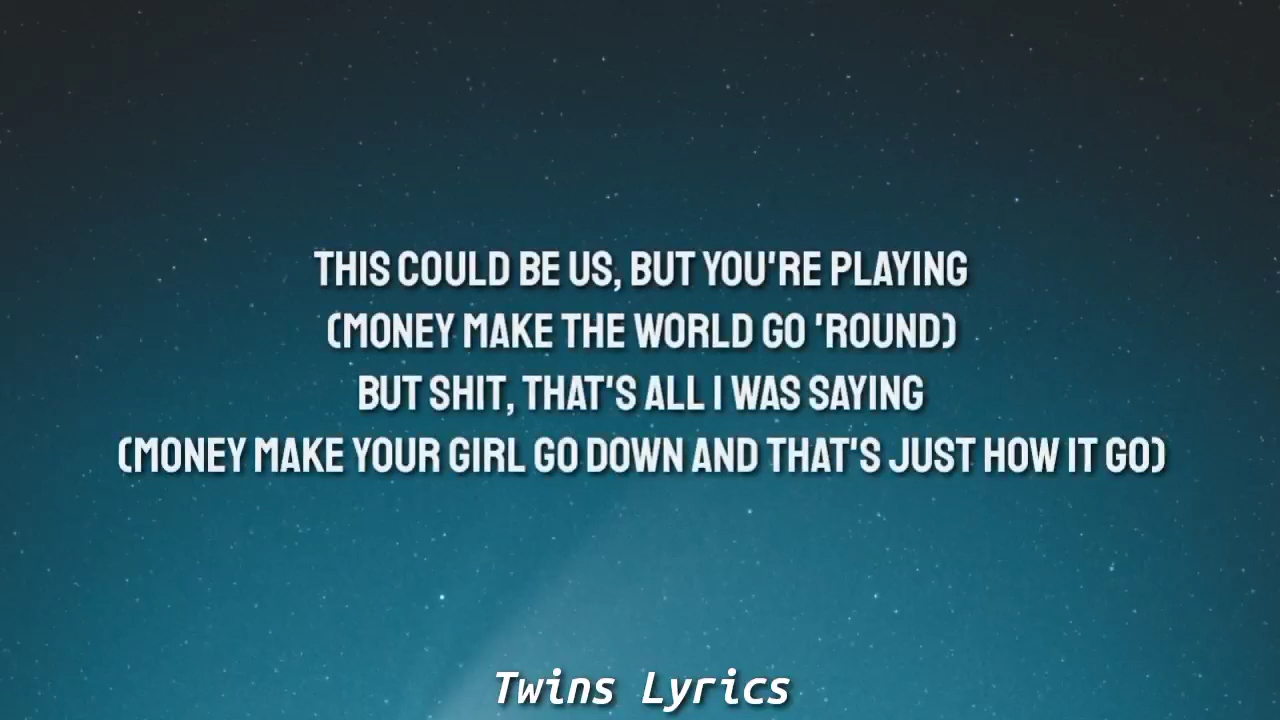 THIS COULD BE US, BUT YOU'RE PLAYING
(MONEY MAKE THE WORLD GO 'ROUND)
BUT SHIT, THAT'S ALL I WAS SAYING
(MONEY MAKE YOUR GIRL GO DOWN AND THAT'S JUST HOW IT GO)
Twins Lyrics